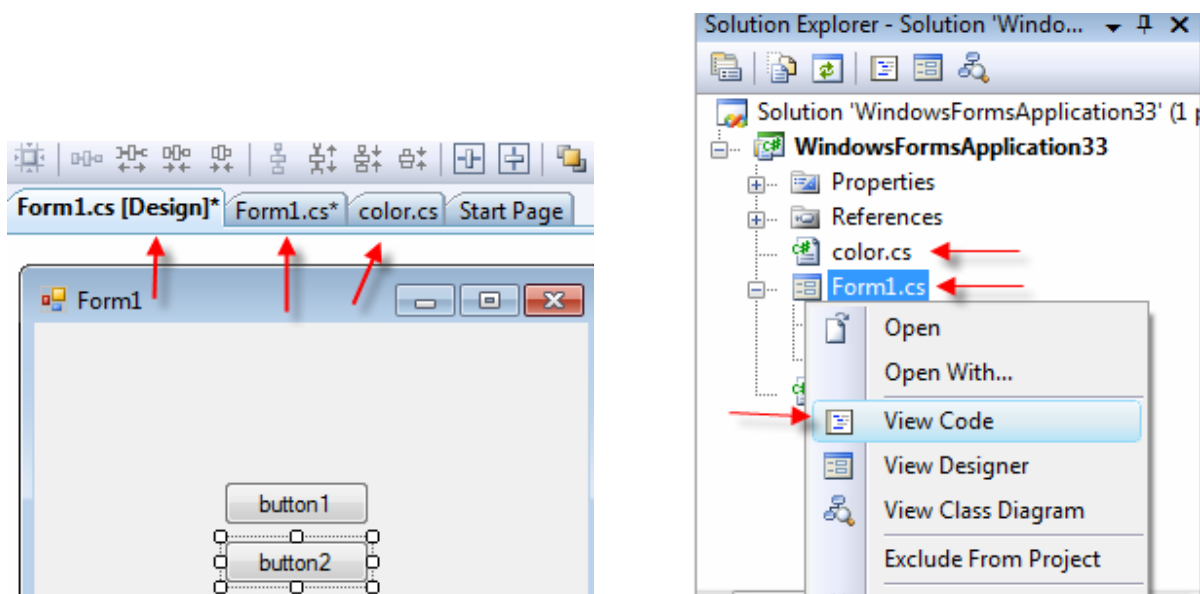 Form1.cs [Design]* Form1.cs* color.cs Start Page
Form1
button1
button2
Solution Explorer - Solution 'Windo...
Solution 'WindowsFormsApplication33' (1 p
WindowsFormsApplication33
Properties
References
color.cs
Form1.cs
Open
Open With...
View Code
View Designer
View Class Diagram
Exclude From Project